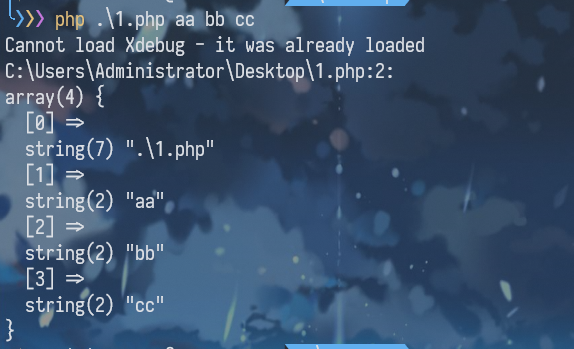 ❯❯❯ php .\1.php aa bb cc
Cannot load Xdebug - it was already loaded
C:\Users\Administrator\Desktop\1.php:2:
array(4) {
  [0] =>
  string(7) ".\1.php"
  [1] =>
  string(2) "aa"
  [2] =>
  string(2) "bb"
  [3] =>
  string(2) "cc"
}